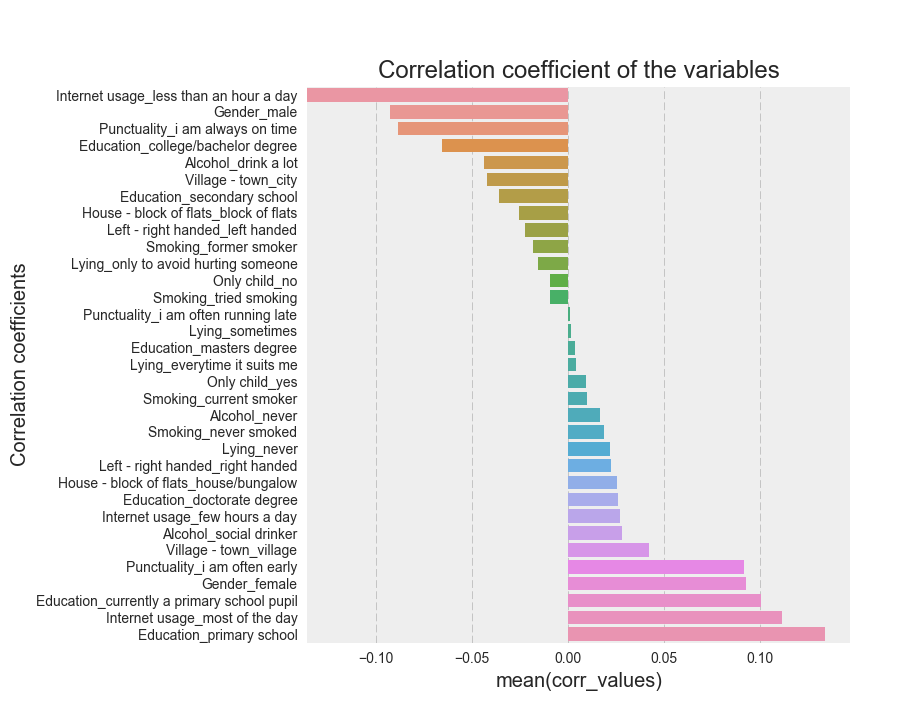 Correlation coefficient of the variables
Correlation coefficients
Internet usage_less than an hour a day
Gender_male
Punctuality_i am always on time
Education_college/bachelor degree
Alcohol_drink a lot
Village - town_city
Education_secondary school
House - block of flats_block of flats
Left - right handed_left handed
Smoking_former smoker
Lying_only to avoid hurting someone
Only child_no
Smoking_tried smoking
Punctuality_i am often running late
Lying_sometimes
Education_masters degree
Lying_everytime it suits me
Only child_yes
Smoking_current smoker
Alcohol_never
Smoking_never smoked
Lying_never
Left - right handed_right handed
House - block of flats_house/bungalow
Education_doctorate degree
Internet usage_few hours a day
Alcohol_social drinker
Village - town_village
Punctuality_i am often early
Gender_female
Education_currently a primary school pupil
Internet usage_most of the day
Education_primary school
−0.10 −0.05 0.00 0.05 0.10
mean(corr_values)